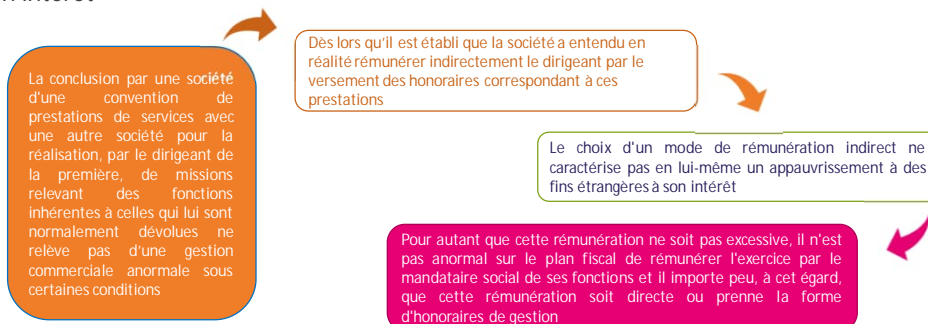 La conclusion par une société
d'une convention de
prestations de services avec
une autre société pour la
réalisation, par le dirigeant de
la première, de missions
relevant des fonctions
inhérentes à celles qui lui sont
normalement dévolues ne
relève pas d'une gestion
commerciale anormale sous
certaines conditions
Dès lors qu'il est établi que la société a entendu en
réalité rémunérer indirectement le dirigeant par le
versement des honoraires correspondant à ces
prestations
Le choix d'un mode de rémunération indirect ne
caractérise pas en lui-même un appauvrissement à des
fins étrangères à son intérêt
Pour autant que cette rémunération ne soit pas excessive, il n'est
pas anormal sur le plan fiscal de rémunérer l'exercice par le
mandataire social de ses fonctions et il importe peu, à cet égard,
que cette rémunération soit directe ou prenne la forme
d'honoraires de gestion